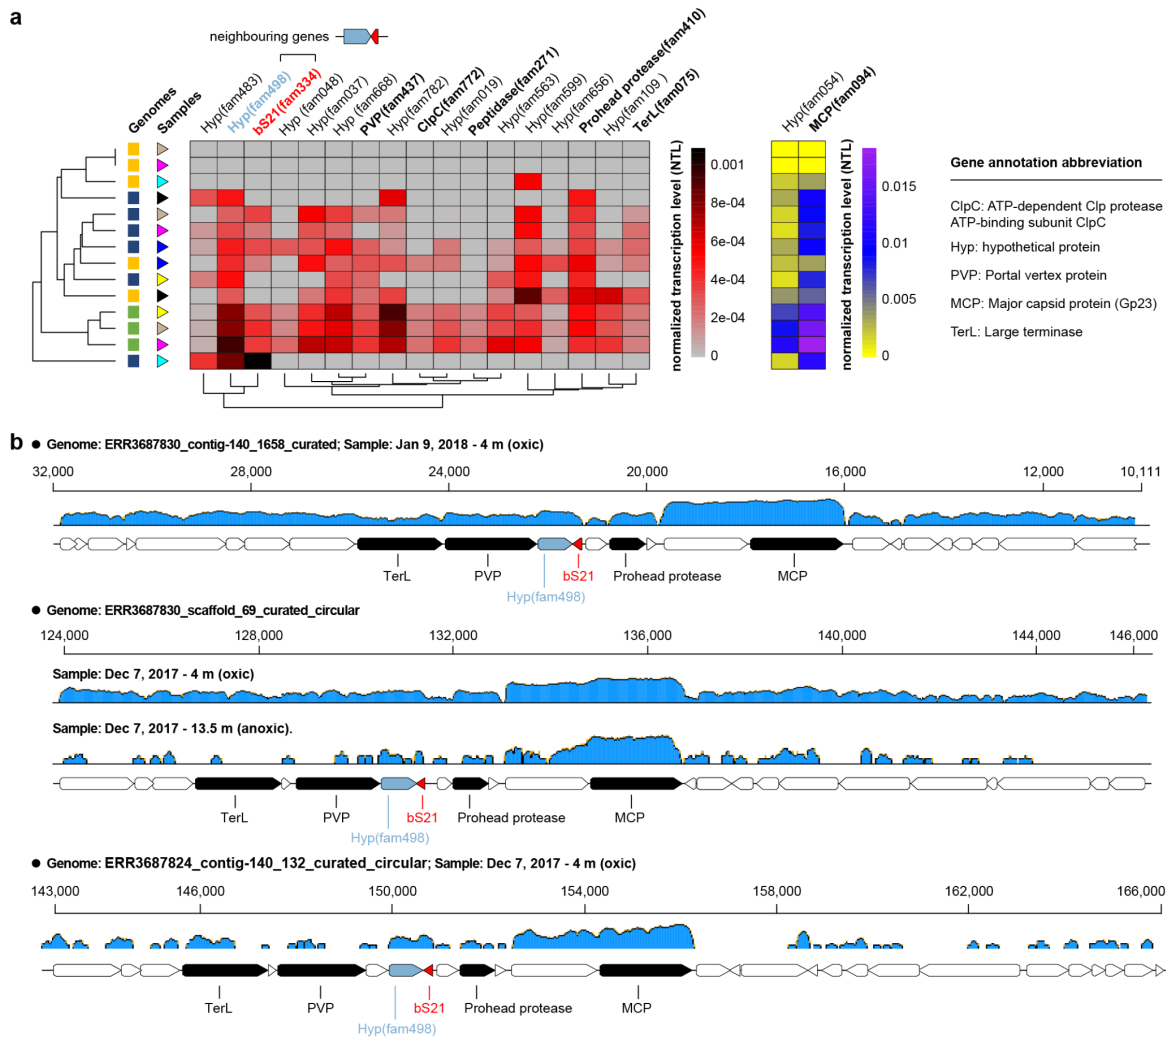 a
neighbouring genes
Genomes
Samples
Hyp(fam483)
Hyp(fam498)
bS21(fam334)
Hyp (fam048)
Hyp(fam037)
Hyp (fam668)
PVP(fam437)
Hyp(fam782)
ClpC(fam772)
Hyp(fam019)
Peptidase(fam271)
Hyp(fam563)
Hyp(fam599)
Hyp(fam656)
Prohead protease(fam410)
Hyp(fam109 )
TerL(fam075)
Hyp(fam054)
MCP(fam094)
normalized transcription level (NTL)
0.001
8e-04
6e-04
4e-04
2e-04
0
normalized transcription level (NTL)
0.015
0.01
0.005
0
Gene annotation abbreviation
ClpC: ATP-dependent Clp protease
ATP-binding subunit ClpC
Hyp: hypothetical protein
PVP: Portal vertex protein
MCP: Major capsid protein (Gp23)
TerL: Large terminase
b
Genome: ERR3687830_contig-140_1658_curated; Sample: Jan 9, 2018 - 4 m (oxic)
32,000 28,000 24,000 20,000 16,000 12,000 10,111
TerL PVP bS21 Prohead protease MCP
Hyp(fam498)
Genome: ERR3687830_scaffold_69_curated_circular
124,000 128,000 132,000 136,000 140,000 144,000 146,000
Sample: Dec 7, 2017 - 4 m (oxic)
Sample: Dec 7, 2017 - 13.5 m (anoxic).
TerL PVP bS21 Prohead protease MCP
Hyp(fam498)
Genome: ERR3687824_contig-140_132_curated_circular; Sample: Dec 7, 2017 - 4 m (oxic)
143,000 146,000 150,000 154,000 158,000 162,000 166,000
TerL PVP bS21 Prohead protease MCP
Hyp(fam498)